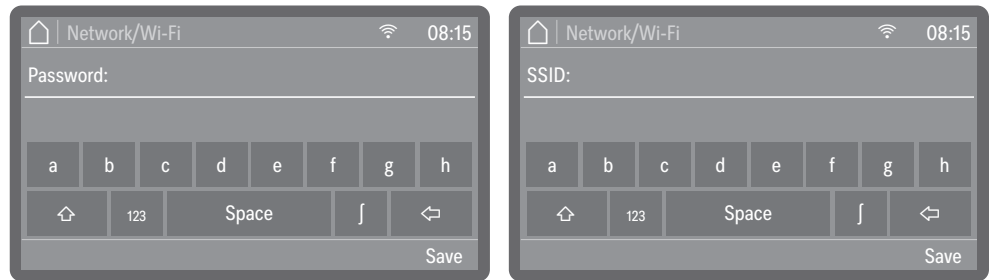 Network/Wi-Fi 08:15
Password:
a b c d e f g h
123 Space ʃ
Save
Network/Wi-Fi 08:15
SSID:
a b c d e f g h
123 Space ʃ
Save